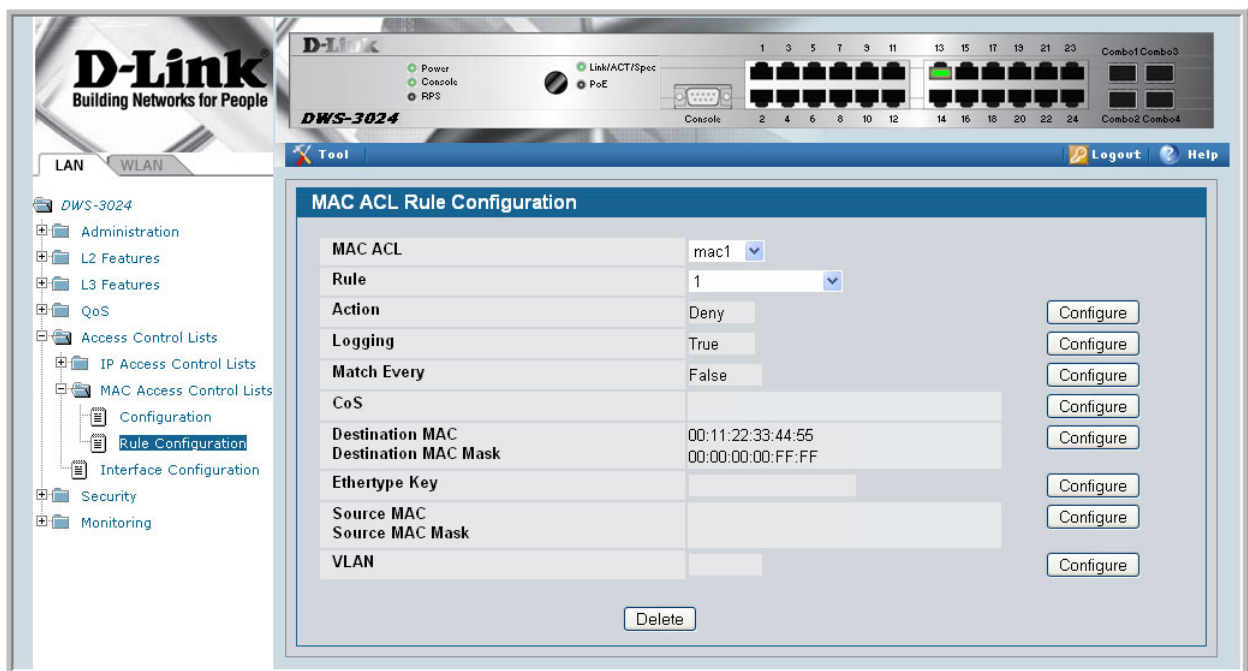 D-Link
Building Networks for People
D-Link
Power
Console
RPS
Link/ACT/Spec
PoE
DWS-3024
Console
1 3 5 7 9 11 13 15 17 19 21 23
2 4 6 8 10 12 14 16 18 20 22 24
Combo1 Combo3
Combo2 Combo4
LAN
WLAN
Tool
Logout
Help
DWS-3024
Administration
L2 Features
L3 Features
QoS
Access Control Lists
IP Access Control Lists
MAC Access Control Lists
Configuration
Rule Configuration
Interface Configuration
Security
Monitoring
MAC ACL Rule Configuration
MAC ACL mac1
Rule 1
Action Deny Configure
Logging True Configure
Match Every False Configure
CoS Configure
Destination MAC 00:11:22:33:44:55 Configure
Destination MAC Mask 00:00:00:00:FF:FF
Ethertype Key Configure
Source MAC Configure
Source MAC Mask
VLAN Configure
Delete